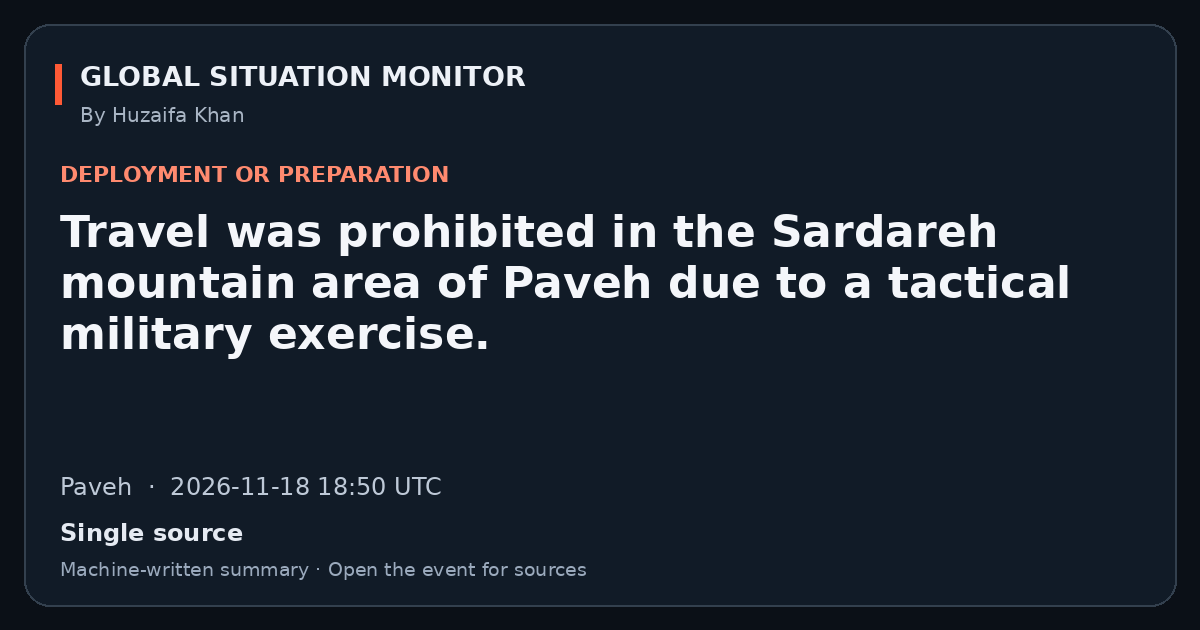 GLOBAL SITUATION MONITOR
By Huzaifa Khan
DEPLOYMENT OR PREPARATION
Travel was prohibited in the Sardareh
mountain area of Paveh due to a tactical
military exercise.
Paveh · 2026-11-18 18:50 UTC
Single source
Machine-written summary · Open the event for sources